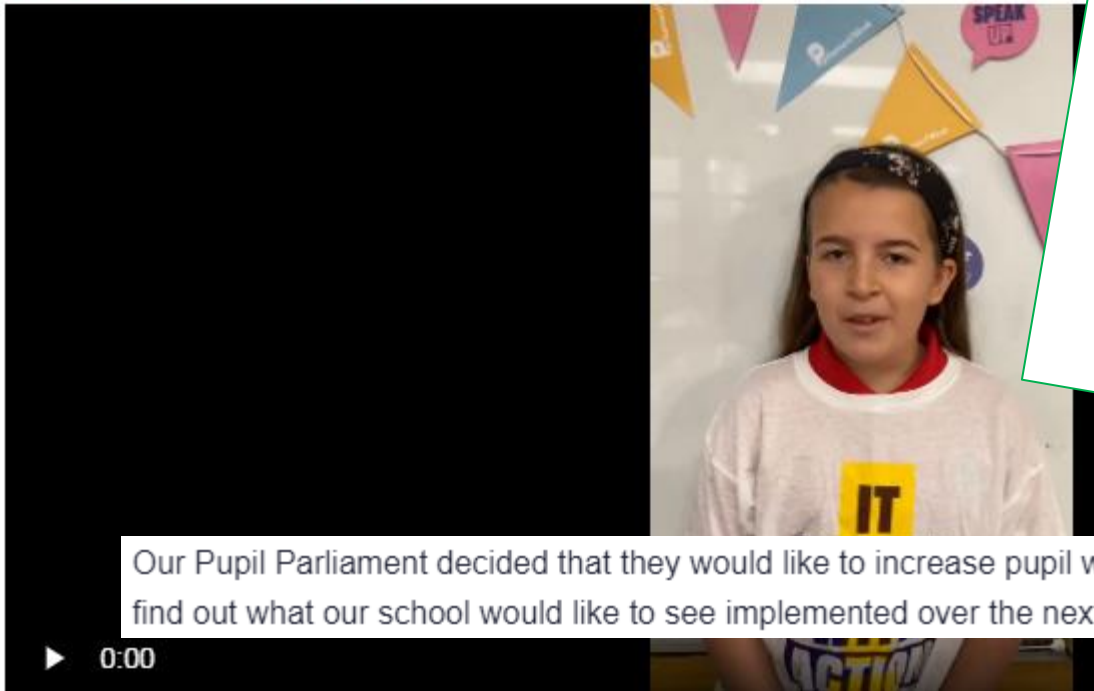 SPEAK
UP
IT
Our Pupil Parliament decided that they would like to increase pupil
find out what our school would like to see implemented over the
0:00
ACTION